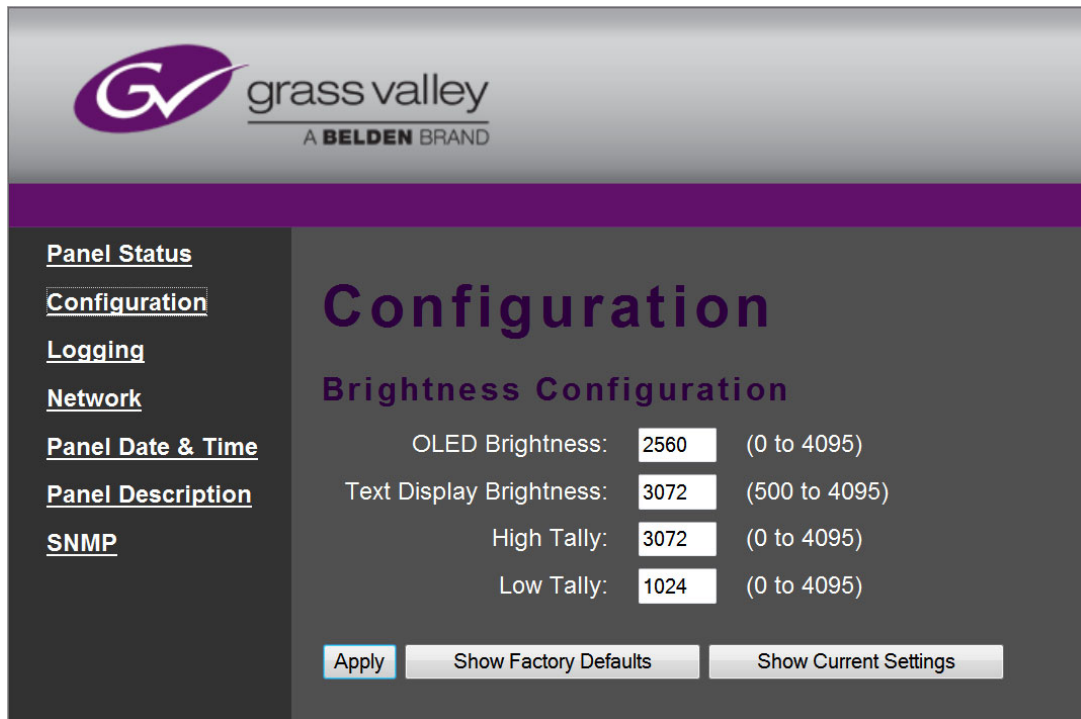 GV grass valley
A BELDEN BRAND
Panel Status
Configuration
Logging
Network
Panel Date & Time
Panel Description
SNMP
Configuration
Brightness Configuration
OLED Brightness: 2560 (0 to 4095)
Text Display Brightness: 3072 (500 to 4095)
High Tally: 3072 (0 to 4095)
Low Tally: 1024 (0 to 4095)
Apply Show Factory Defaults Show Current Settings